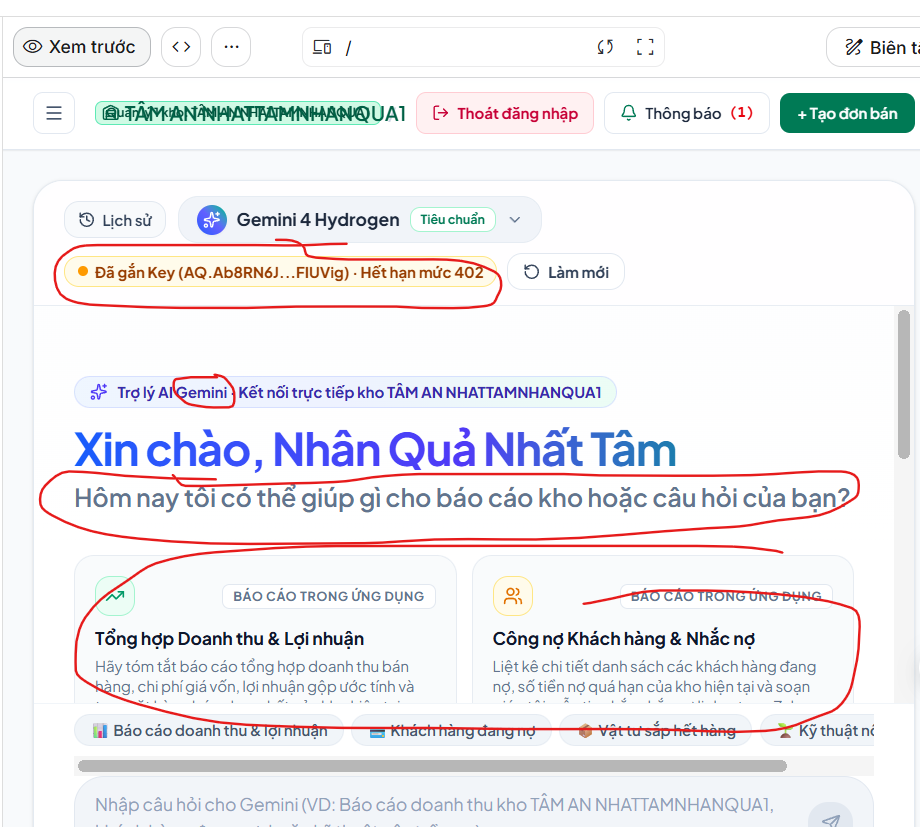 Xem trước
/
Biên tậ
TÂM AN NHATTAMNHANQUA1
Thoát đăng nhập
Thông báo (1)
+ Tạo đơn bán
Lịch sử
Gemini 4 Hydrogen
Tiêu chuẩn
Đã gắn Key (AQ.Ab8RN6J...FIUVig) · Hết hạn mức 402
Làm mới
Trợ lý AI Gemini · Kết nối trực tiếp kho TÂM AN NHATTAMNHANQUA1
Xin chào, Nhân Quả Nhất Tâm
Hôm nay tôi có thể giúp gì cho báo cáo kho hoặc câu hỏi của bạn?
BÁO CÁO TRONG ỨNG DỤNG
Tổng hợp Doanh thu & Lợi nhuận
Hãy tóm tắt báo cáo tổng hợp doanh thu bán
hàng, chi phí giá vốn, lợi nhuận gộp ước tính và
BÁO CÁO TRONG ỨNG DỤNG
Công nợ Khách hàng & Nhắc nợ
Liệt kê chi tiết danh sách các khách hàng đang
nợ, số tiền nợ quá hạn của kho hiện tại và soạn
Báo cáo doanh thu & lợi nhuận
Khách hàng đang nợ
Vật tư sắp hết hàng
Kỹ thuật nô
Nhập câu hỏi cho Gemini (VD: Báo cáo doanh thu kho TÂM AN NHATTAMNHANQUA1,